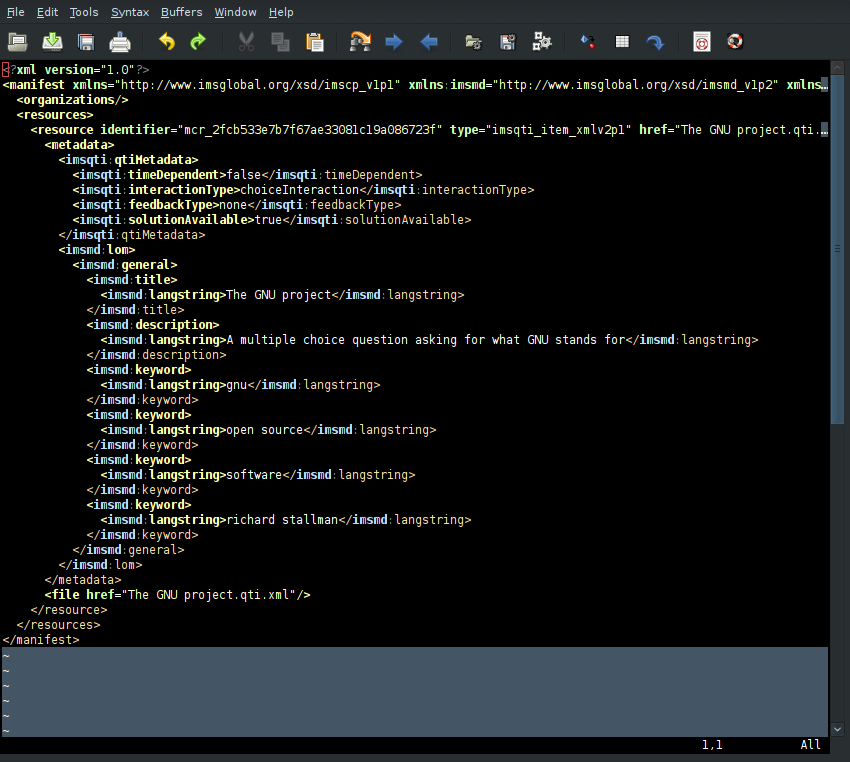 File Edit Tools Syntax Buffers Window Help
<?xml version="1.0"?>
<manifest xmlns="http://www.imsglobal.org/xsd/imscp_v1p1" xmlns:imsmd="http://www.imsglobal.org/xsd/imsmd_v1p2" xmlns…
  <organizations/>
  <resources>
    <resource identifier="mcr_2fcb533e7b7f67ae33081c19a086723f" type="imsqti_item_xmlv2p1" href="The GNU project.qti.…
      <metadata>
        <imsqti:qtiMetadata>
          <imsqti:timeDependent>false</imsqti:timeDependent>
          <imsqti:interactionType>choiceInteraction</imsqti:interactionType>
          <imsqti:feedbackType>none</imsqti:feedbackType>
          <imsqti:solutionAvailable>true</imsqti:solutionAvailable>
        </imsqti:qtiMetadata>
        <imsmd:lom>
          <imsmd:general>
            <imsmd:title>
              <imsmd:langstring>The GNU project</imsmd:langstring>
            </imsmd:title>
            <imsmd:description>
              <imsmd:langstring>A multiple choice question asking for what GNU stands for</imsmd:langstring>
            </imsmd:description>
            <imsmd:keyword>
              <imsmd:langstring>gnu</imsmd:langstring>
            </imsmd:keyword>
            <imsmd:keyword>
              <imsmd:langstring>open source</imsmd:langstring>
            </imsmd:keyword>
            <imsmd:keyword>
              <imsmd:langstring>software</imsmd:langstring>
            </imsmd:keyword>
            <imsmd:keyword>
              <imsmd:langstring>richard stallman</imsmd:langstring>
            </imsmd:keyword>
          </imsmd:general>
        </imsmd:lom>
      </metadata>
      <file href="The GNU project.qti.xml"/>
    </resource>
  </resources>
</manifest>
~
~
~
~
~
~
1,1 All